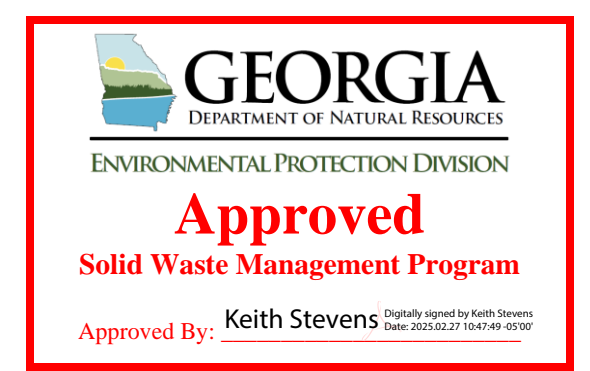 GEORGIA
DEPARTMENT OF NATURAL RESOURCES
ENVIRONMENTAL PROTECTION DIVISION
Approved
Solid Waste Management Program
Approved By: Keith Stevens
Digitally signed by Keith Stevens
Date: 2025.02.27 10:47:49 -05'00'